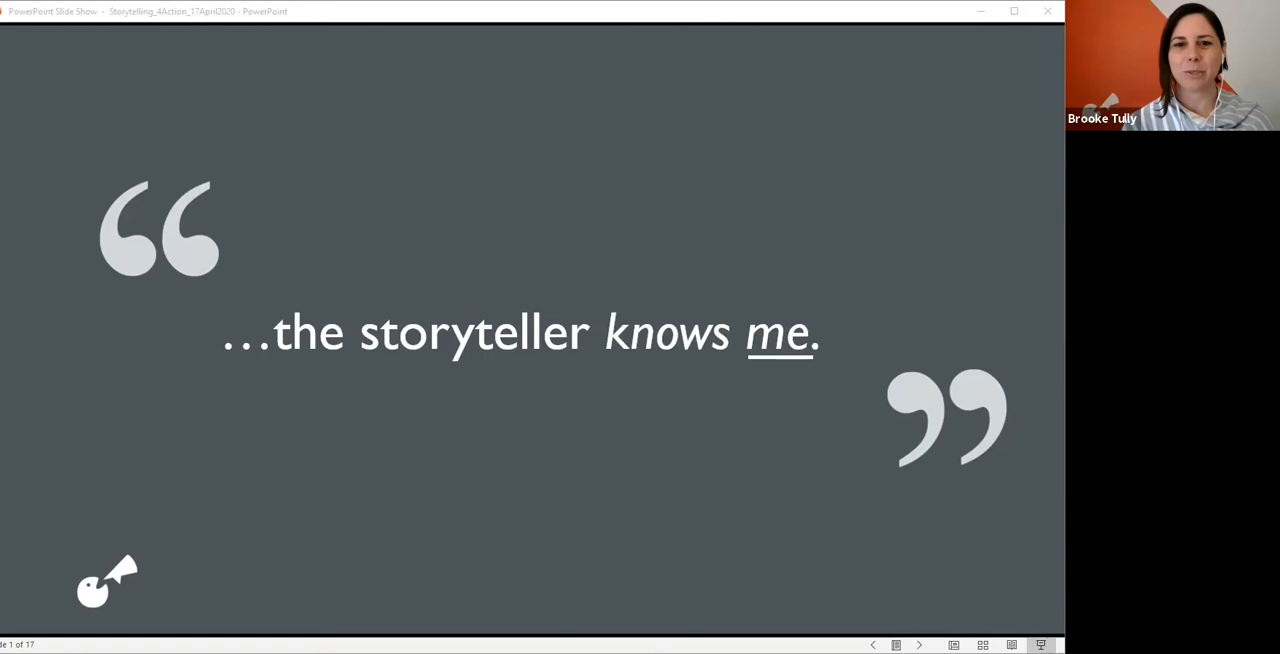 PowerPoint Slide Show - Storytelling_4Action_17April2020 - PowerPoint
Brooke Tully
“
…the storyteller knows me.
”
de 1 of 17